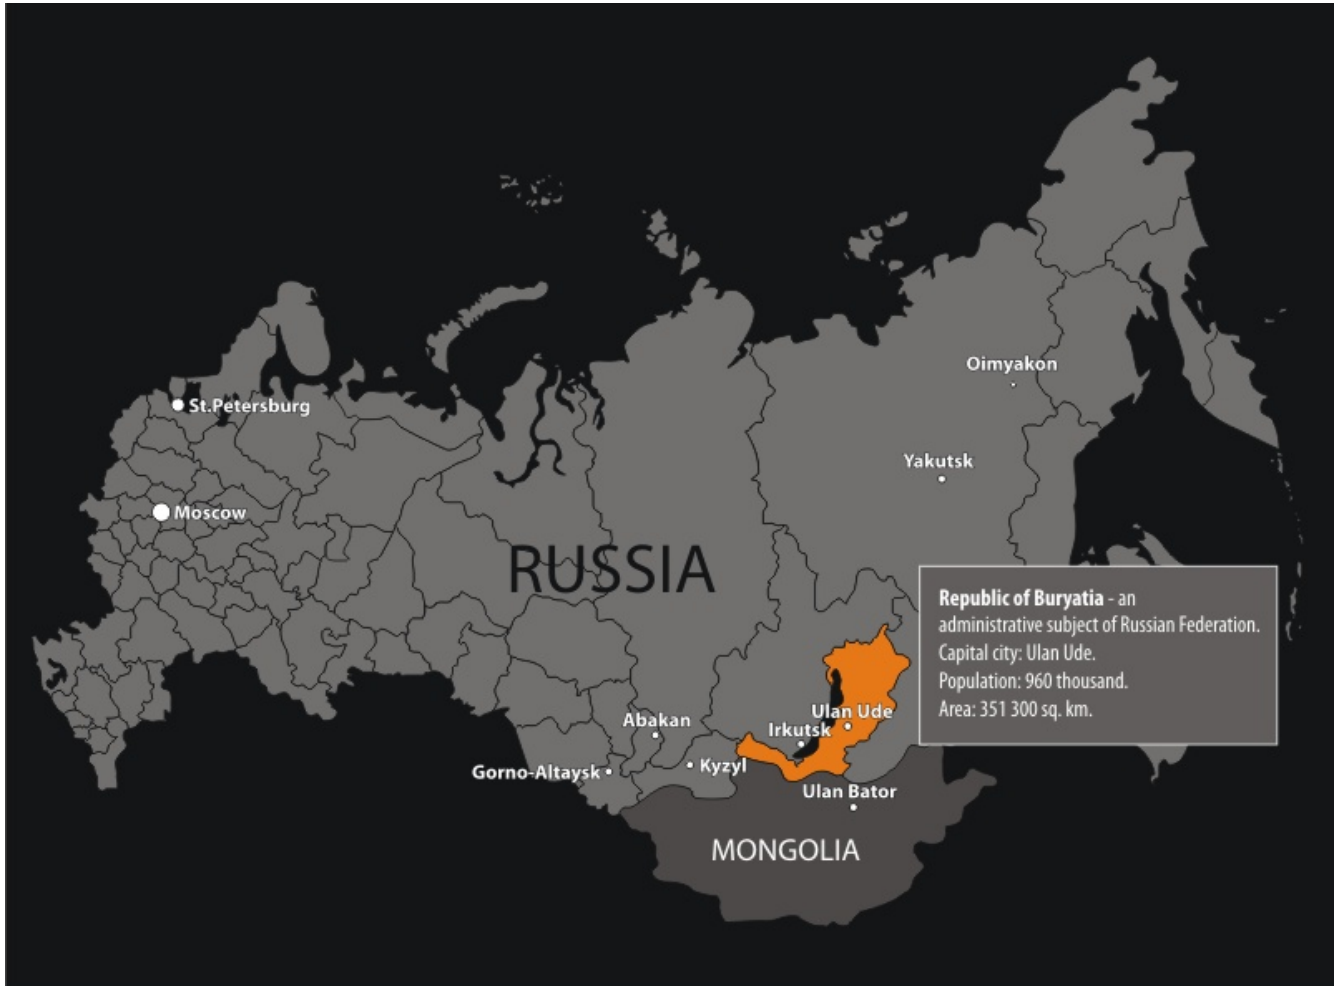 Oimyakon
St.Petersburg
Yakutsk
Moscow
RUSSIA
Republic of Buryatia - an
administrative subject of Russian Federation.
Capital city: Ulan Ude.
Population: 960 thousand.
Area: 351 300 sq. km.
Ulan Ude
Abakan
Irkutsk
Kyzyl
Gorno-Altaysk
Ulan Bator
MONGOLIA